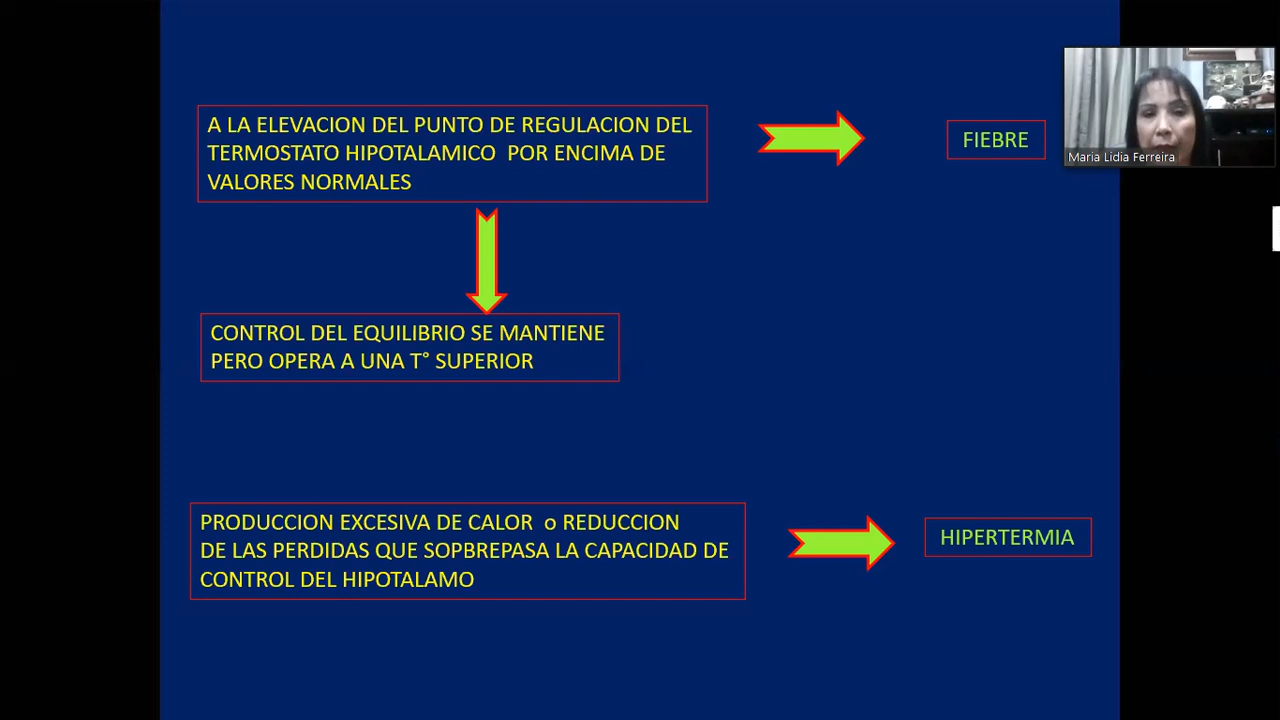 A LA ELEVACION DEL PUNTO DE REGULACION DEL
TERMOSTATO HIPOTALAMICO POR ENCIMA DE
VALORES NORMALES
FIEBRE
Maria Lidia Ferreira
CONTROL DEL EQUILIBRIO SE MANTIENE
PERO OPERA A UNA T° SUPERIOR
PRODUCCION EXCESIVA DE CALOR o REDUCCION
DE LAS PERDIDAS QUE SOPBREPASA LA CAPACIDAD DE
CONTROL DEL HIPOTALAMO
HIPERTERMIA